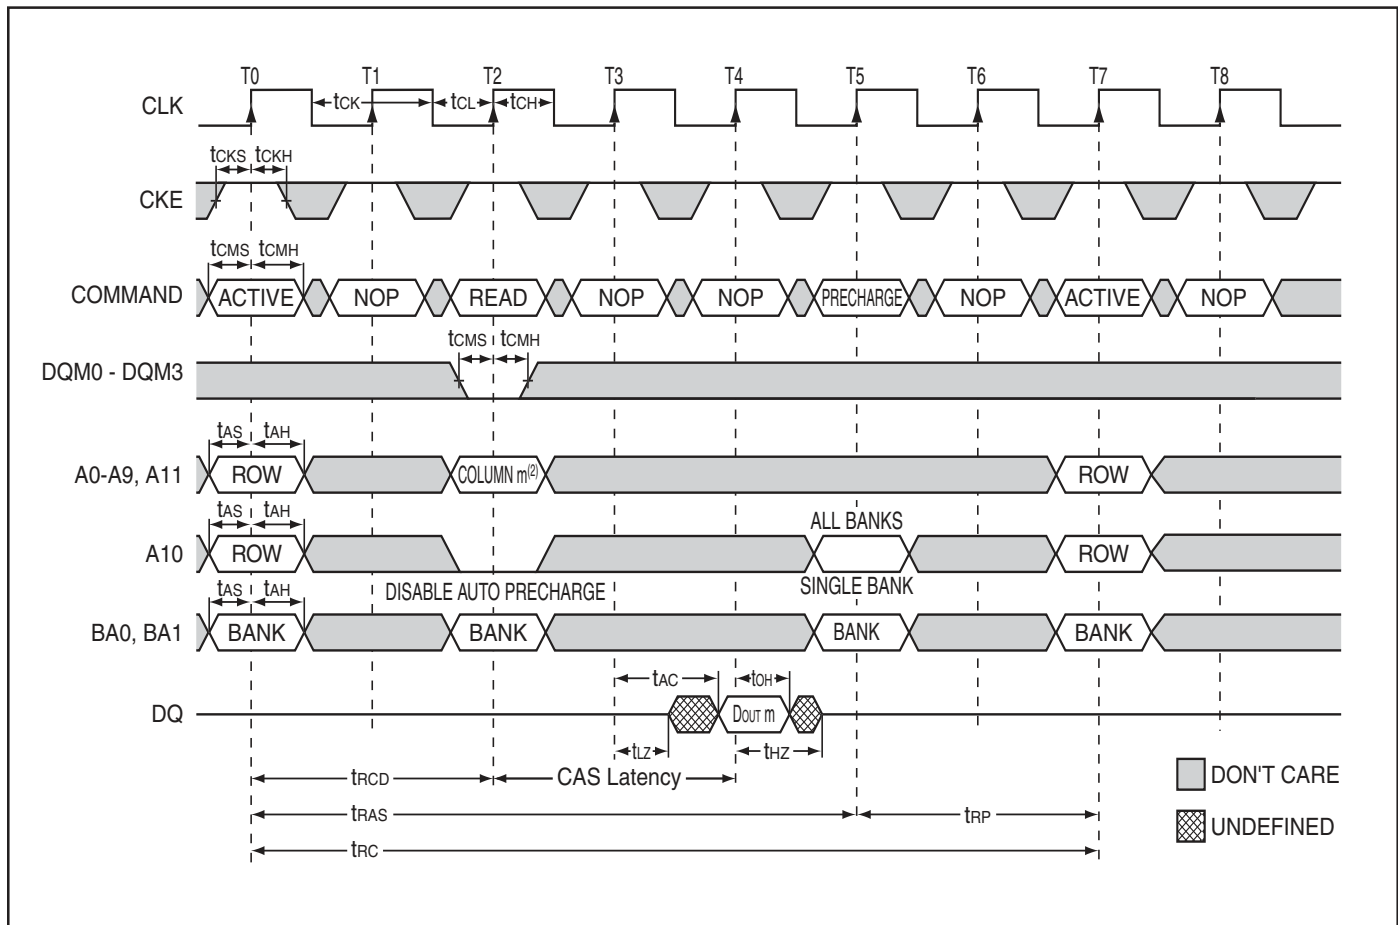 T0 T1 T2 T3 T4 T5 T6 T7 T8
CLK tCK tCL tCH
tCKS tCKH
CKE
tCMS tCMH
COMMAND ACTIVE NOP READ NOP NOP PRECHARGE NOP ACTIVE NOP
tCMS tCMH
DQM0 - DQM3
tAS tAH
A0-A9, A11 ROW COLUMN m(2) ROW
tAS tAH ALL BANKS
A10 ROW ROW
tAS tAH DISABLE AUTO PRECHARGE SINGLE BANK
BA0, BA1 BANK BANK BANK BANK
tAC tOH
DQ DOUT m
tLZ tHZ
tRCD CAS Latency DON'T CARE
tRAS tRP UNDEFINED
tRC